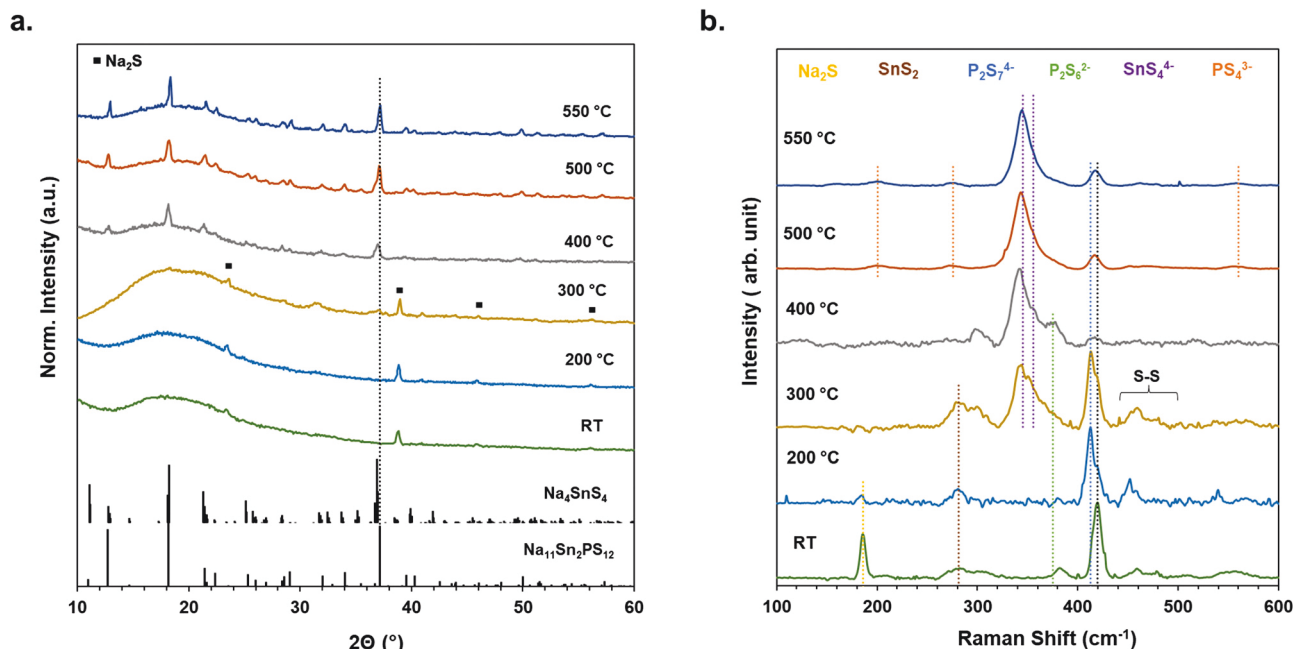 a.
■ Na₂S
550 °C
500 °C
400 °C
300 °C
200 °C
RT
Na₄SnS₄
Na₁₁Sn₂PS₁₂
Norm. Intensity (a.u.)
10 20 30 40 50 60
2Θ (°)
b.
Na₂S SnS₂ P₂S₇⁴⁻ P₂S₆²⁻ SnS₄⁴⁻ PS₄³⁻
550 °C
500 °C
400 °C
S-S
300 °C
200 °C
RT
Intensity ( arb. unit)
100 200 300 400 500 600
Raman Shift (cm⁻¹)